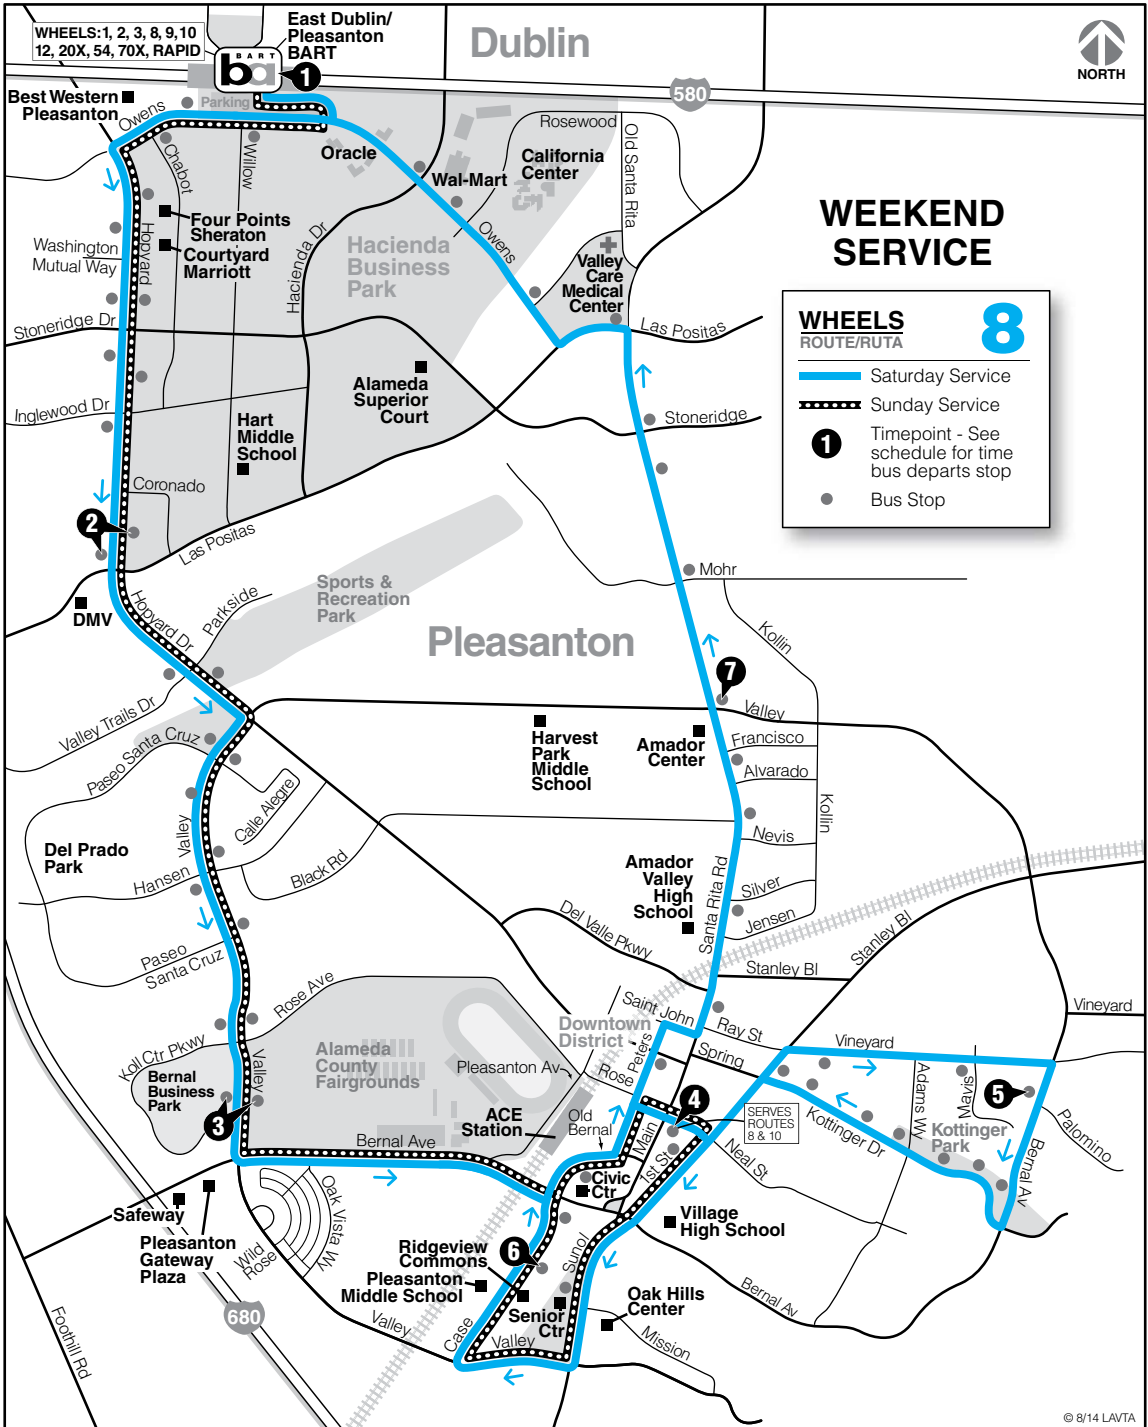 WHEELS:1, 2, 3, 8, 9,10
12, 20X, 54, 70X, RAPID
East Dublin/
Pleasanton
BART
BART
ba
1
Dublin
NORTH
580
Best Western
Pleasanton
Parking
Owens
Chabot
Willow
Oracle
Wal-Mart
California
Center
Rosewood
Old Santa Rita
WEEKEND
SERVICE
Four Points
Sheraton
Courtyard
Marriott
Hopyard
Washington
Mutual Way
Hacienda Dr
Hacienda
Business
Park
Owens
Valley
Care
Medical
Center
Las Positas
Stoneridge Dr
WHEELS
ROUTE/RUTA
8
Saturday Service
Sunday Service
1
Timepoint - See
schedule for time
bus departs stop
Bus Stop
Alameda
Superior
Court
Inglewood Dr
Hart
Middle
School
Stoneridge
Coronado
2
Las Positas
DMV
Hopyard Dr
Parkside
Sports &
Recreation
Park
Mohr
Kollin
Pleasanton
7
Valley
Valley Trails Dr
Paseo Santa Cruz
Harvest
Park
Middle
School
Amador
Center
Francisco
Alvarado
Kollin
Calle Alegre
Valley
Nevis
Del Prado
Park
Hansen
Black Rd
Amador
Valley
High
School
Santa Rita Rd
Silver
Jensen
Del Valle Pkwy
Stanley Bl
Stanley Bl
Paseo
Santa Cruz
Rose Ave
Saint John
Ray St
Vineyard
Vineyard
Downtown
District
Spring
Peters
Koll Ctr Pkwy
Valley
Alameda
County
Fairgrounds
Pleasanton Av
Rose
Bernal
Business
Park
3
ACE
Station
Old
Bernal
Main
4
SERVES
ROUTES
8 & 10
Adams Wy
Mavis
5
Kottinger Dr
Kottinger
Park
Palomino
Bernal Av
Bernal Ave
1st St
Neal St
Civic
Ctr
Safeway
Pleasanton
Gateway
Plaza
Oak Vista Wy
Wild
Rose
Village
High School
Ridgeview
Commons
6
Sunol
Pleasanton
Middle School
Senior
Ctr
Oak Hills
Center
Bernal Av
Mission
680
Foothill Rd
Valley
Case
Valley
© 8/14 LAVTA